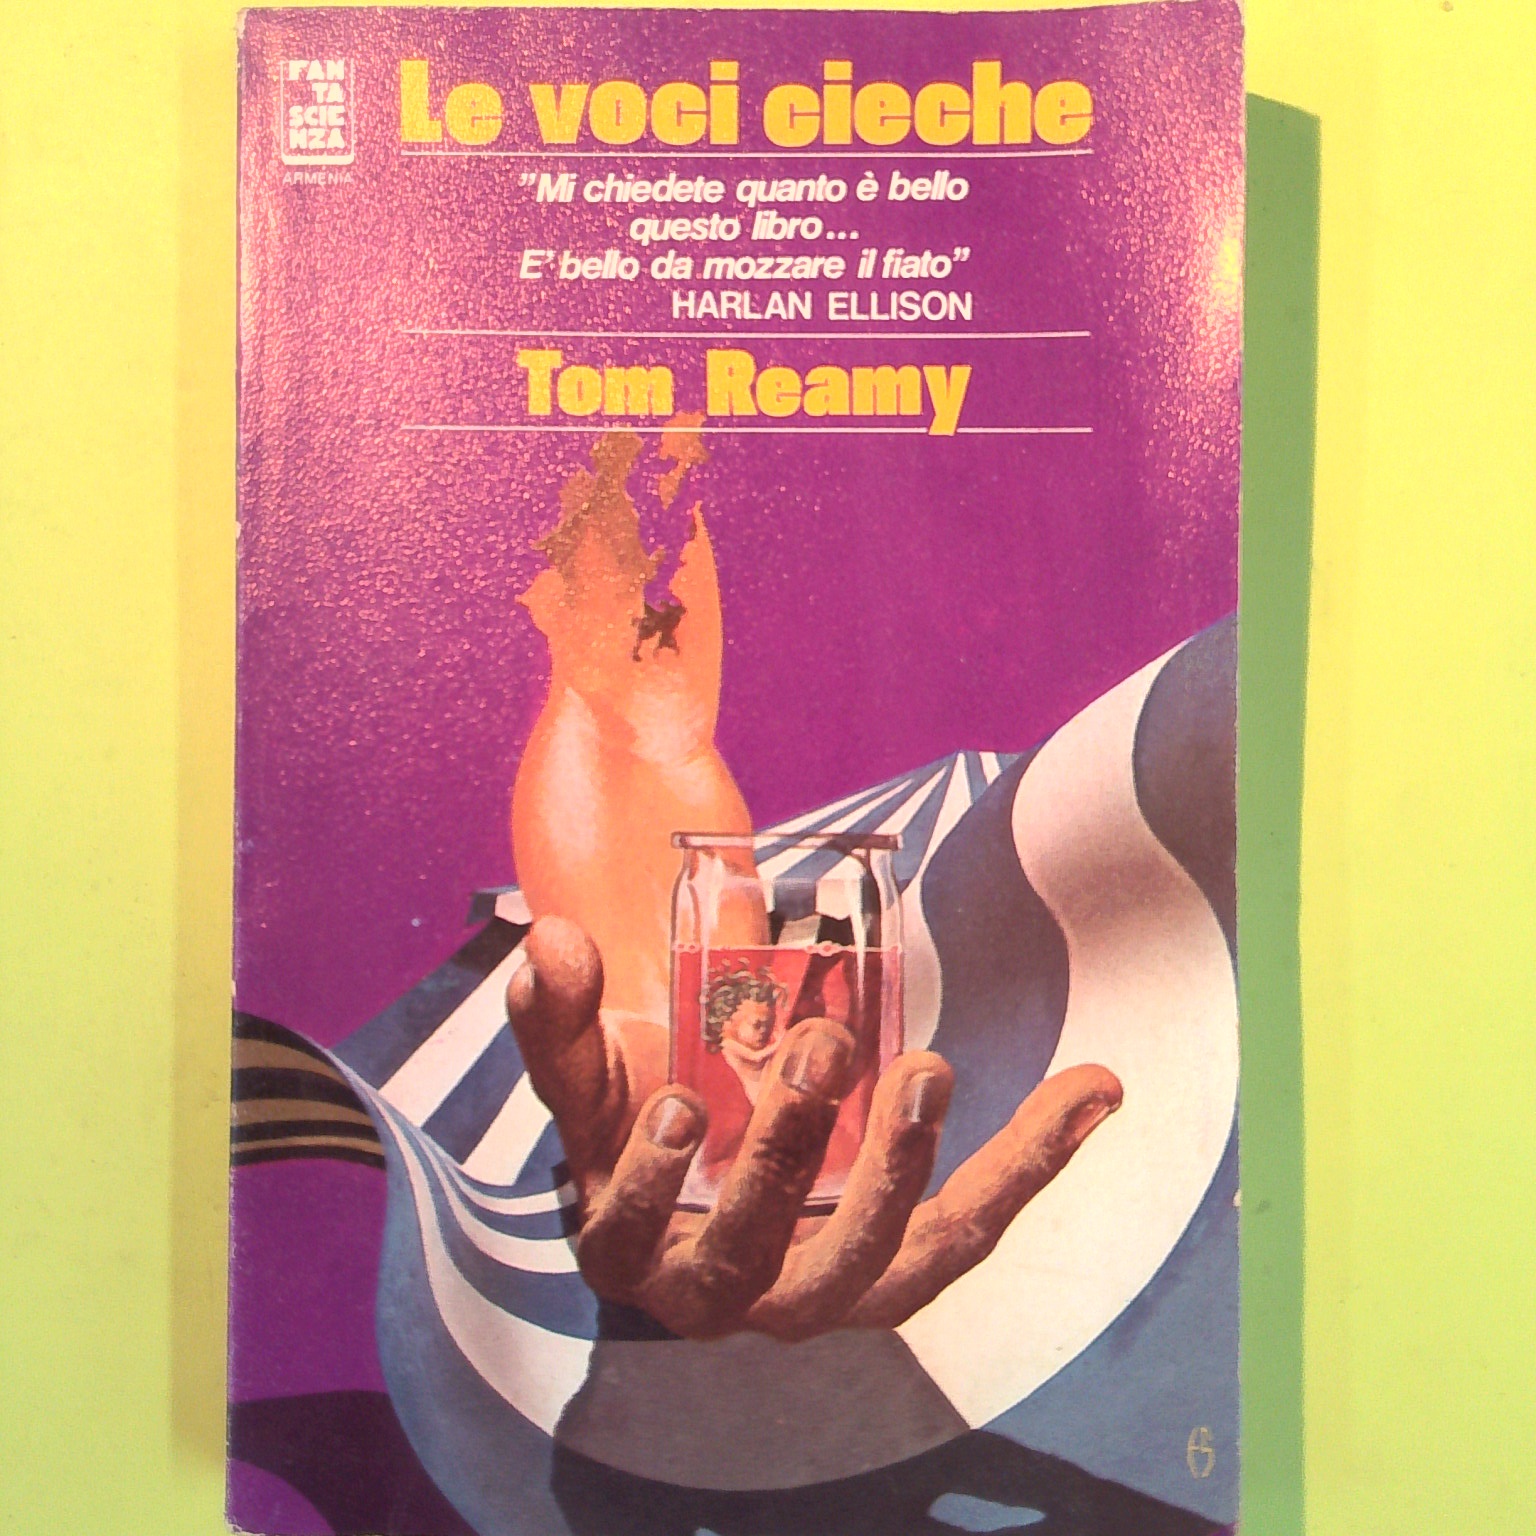 FAN
TA
SCIE
NZA
ARMENIA
Le voci cieche
"Mi chiedete quanto è bello
questo libro...
E' bello da mozzare il fiato"
HARLAN ELLISON
Tom Reamy